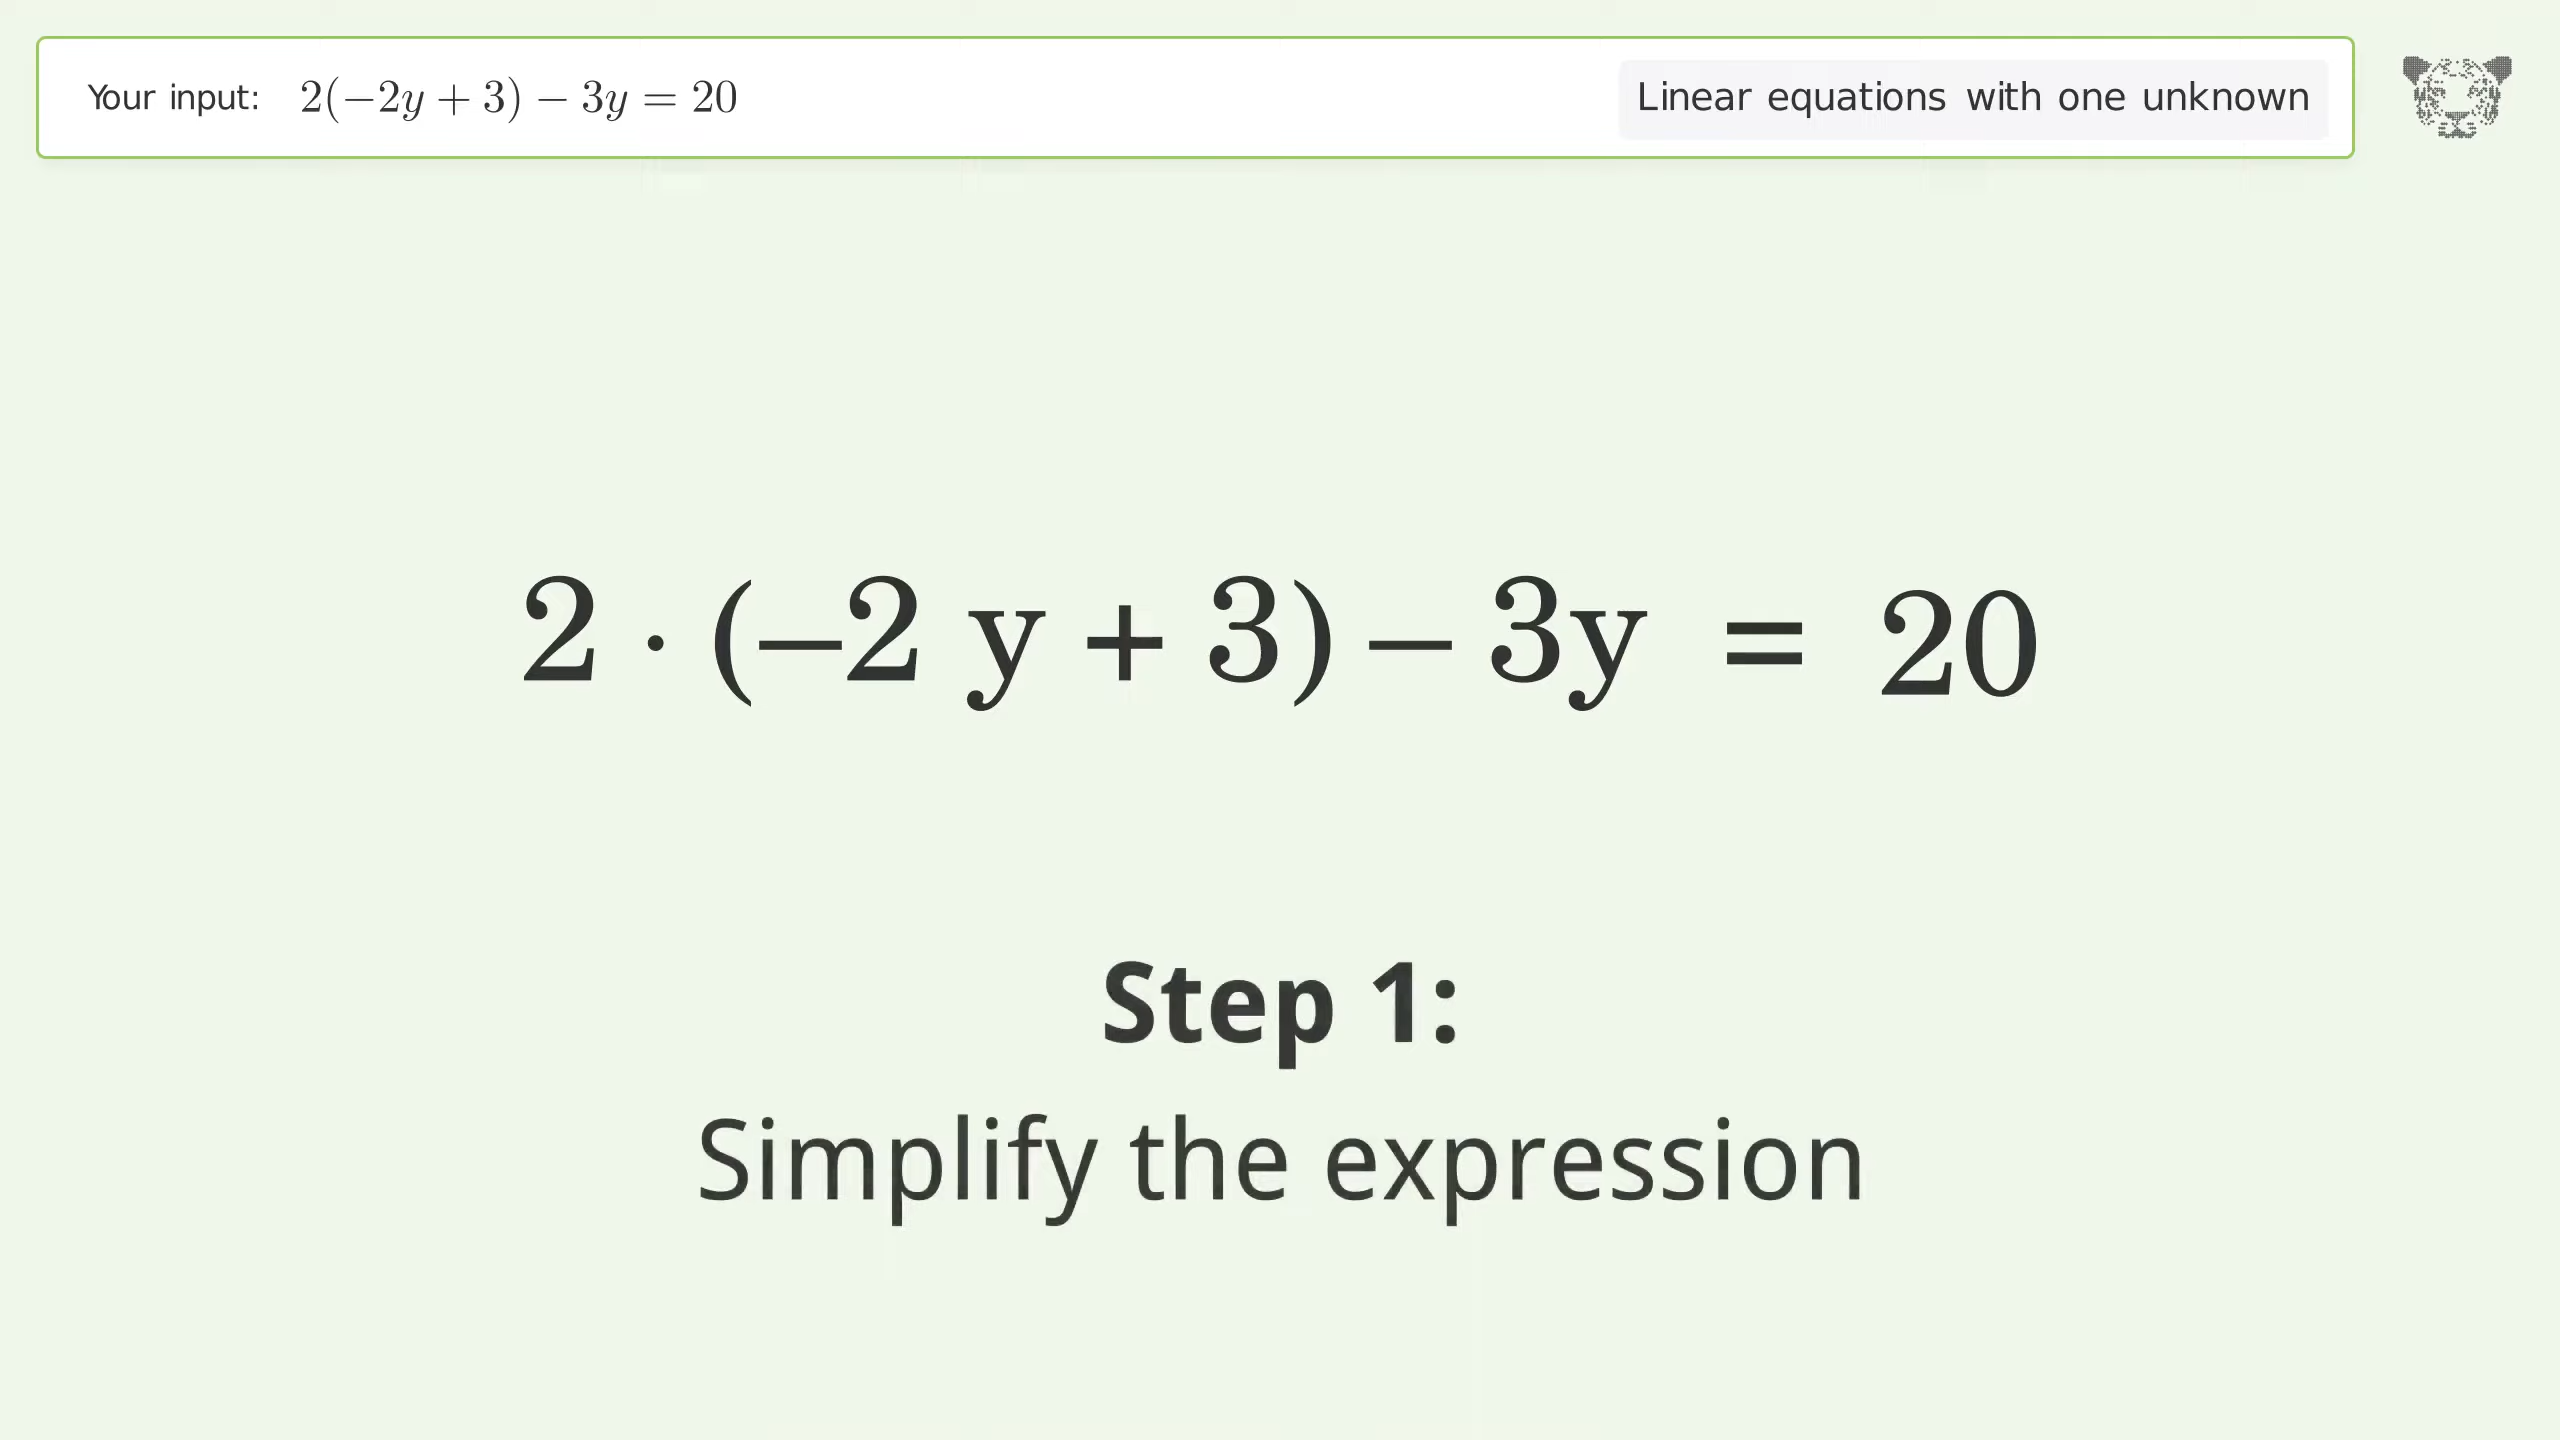 Your input: 2(−2y + 3) − 3y = 20
Linear equations with one unknown
2 · (–2 y + 3) – 3y = 20
Step 1:
Simplify the expression